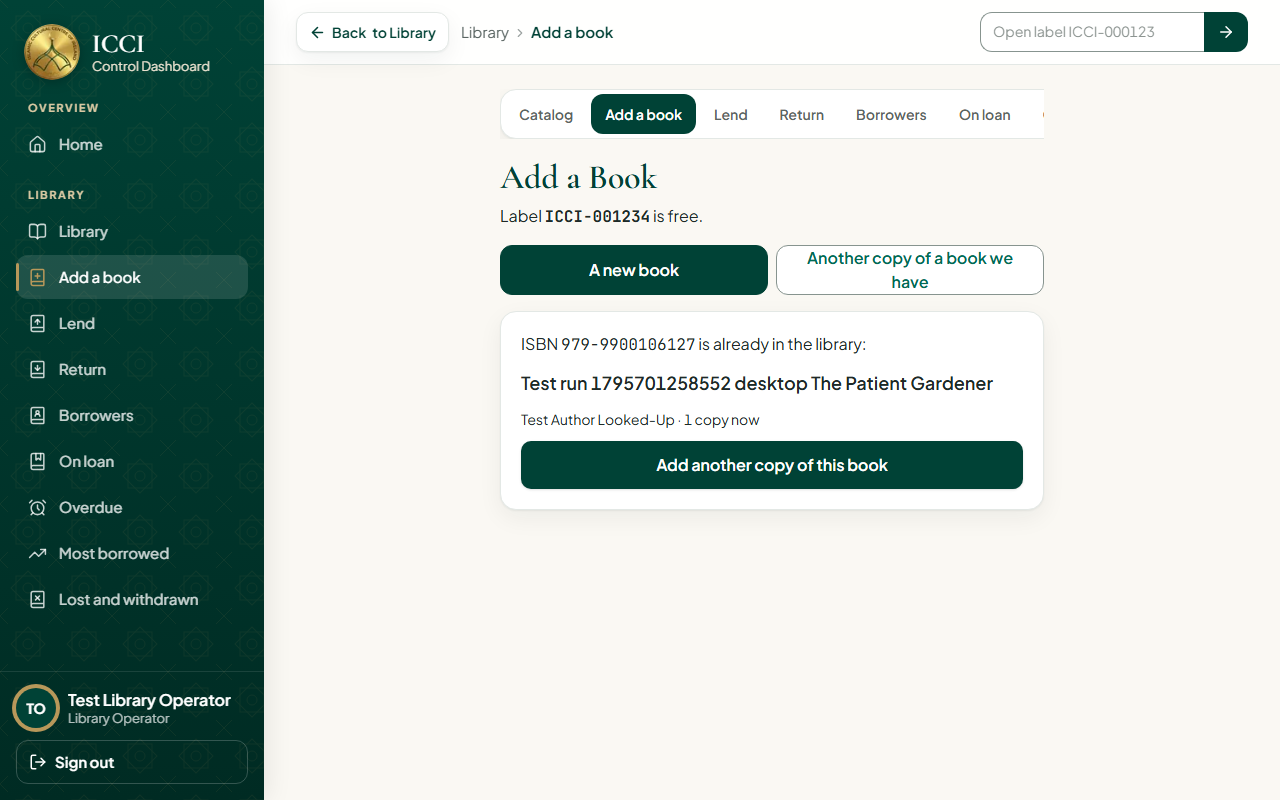 ICCI
Control Dashboard
OVERVIEW
Home
LIBRARY
Library
Add a book
Lend
Return
Borrowers
On loan
Overdue
Most borrowed
Lost and withdrawn
TO
Test Library Operator
Library Operator
Sign out
Back to Library
Library › Add a book
Open label ICCI-000123
Catalog
Add a book
Lend
Return
Borrowers
On loan
Add a Book
Label ICCI-001234 is free.
A new book
Another copy of a book we
have
ISBN 979-9900106127 is already in the library:
Test run 1795701258552 desktop The Patient Gardener
Test Author Looked-Up · 1 copy now
Add another copy of this book